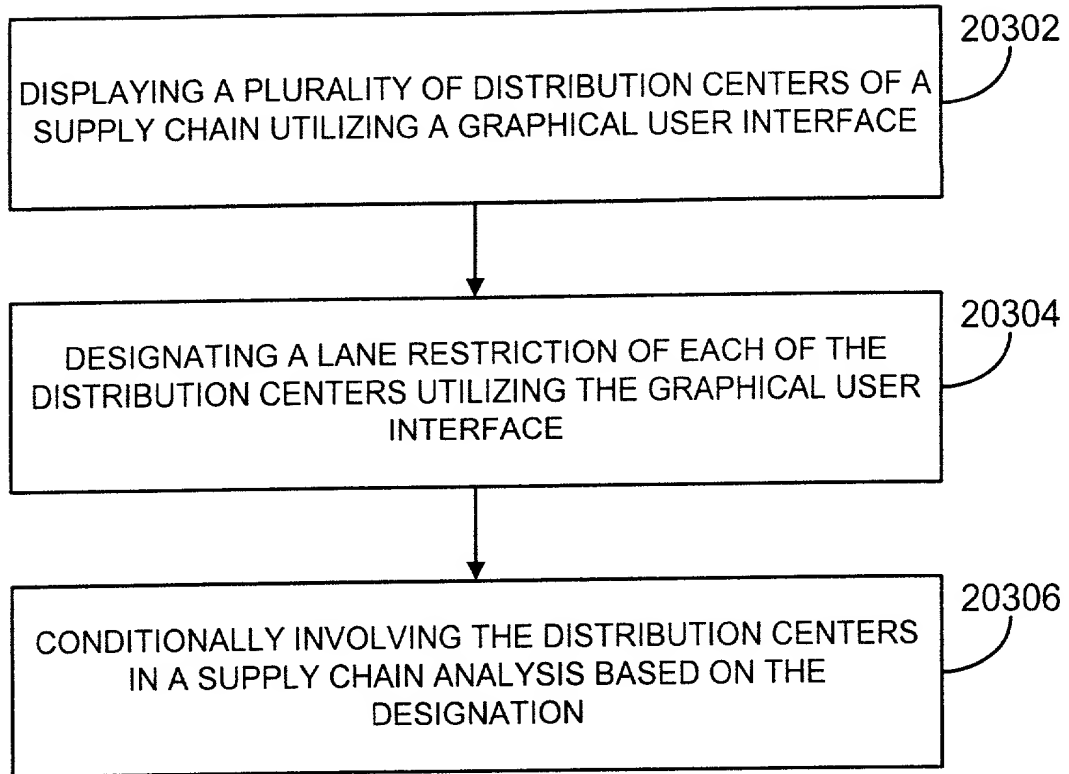 20302
DISPLAYING A PLURALITY OF DISTRIBUTION CENTERS OF A
SUPPLY CHAIN UTILIZING A GRAPHICAL USER INTERFACE
20304
DESIGNATING A LANE RESTRICTION OF EACH OF THE
DISTRIBUTION CENTERS UTILIZING THE GRAPHICAL USER
INTERFACE
20306
CONDITIONALLY INVOLVING THE DISTRIBUTION CENTERS
IN A SUPPLY CHAIN ANALYSIS BASED ON THE
DESIGNATION